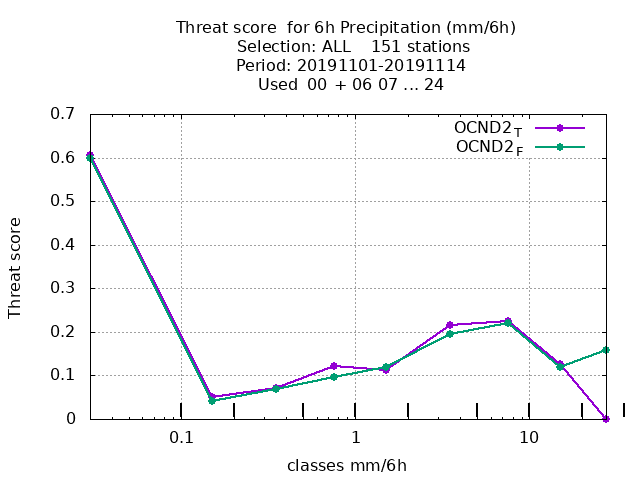 Threat score  for 6h Precipitation (mm/6h)
Selection: ALL    151 stations
Period: 20191101-20191114
Used  00 + 06 07 ... 24
OCND2_T
OCND2_F
0.7
0.6
0.5
0.4
0.3
0.2
0.1
0
Threat score
0.1
1
10
classes mm/6h